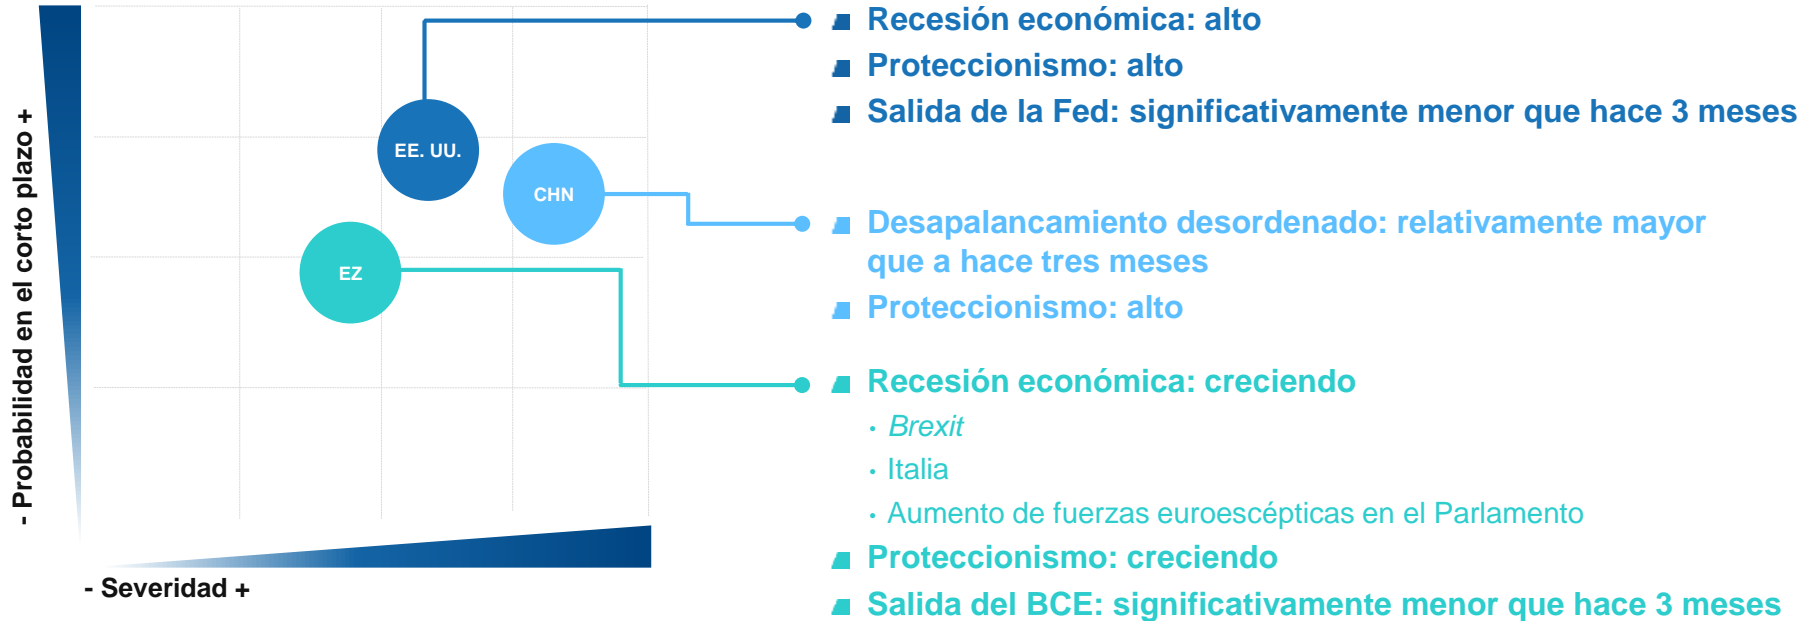 - Probabilidad en el corto plazo +
EE. UU.
CHN
EZ
- Severidad +
Recesión económica: alto
Proteccionismo: alto
Salida de la Fed: significativamente menor que hace 3 meses
Desapalancamiento desordenado: relativamente mayor
que a hace tres meses
Proteccionismo: alto
Recesión económica: creciendo
• Brexit
• Italia
• Aumento de fuerzas euroescépticas en el Parlamento
Proteccionismo: creciendo
Salida del BCE: significativamente menor que hace 3 meses